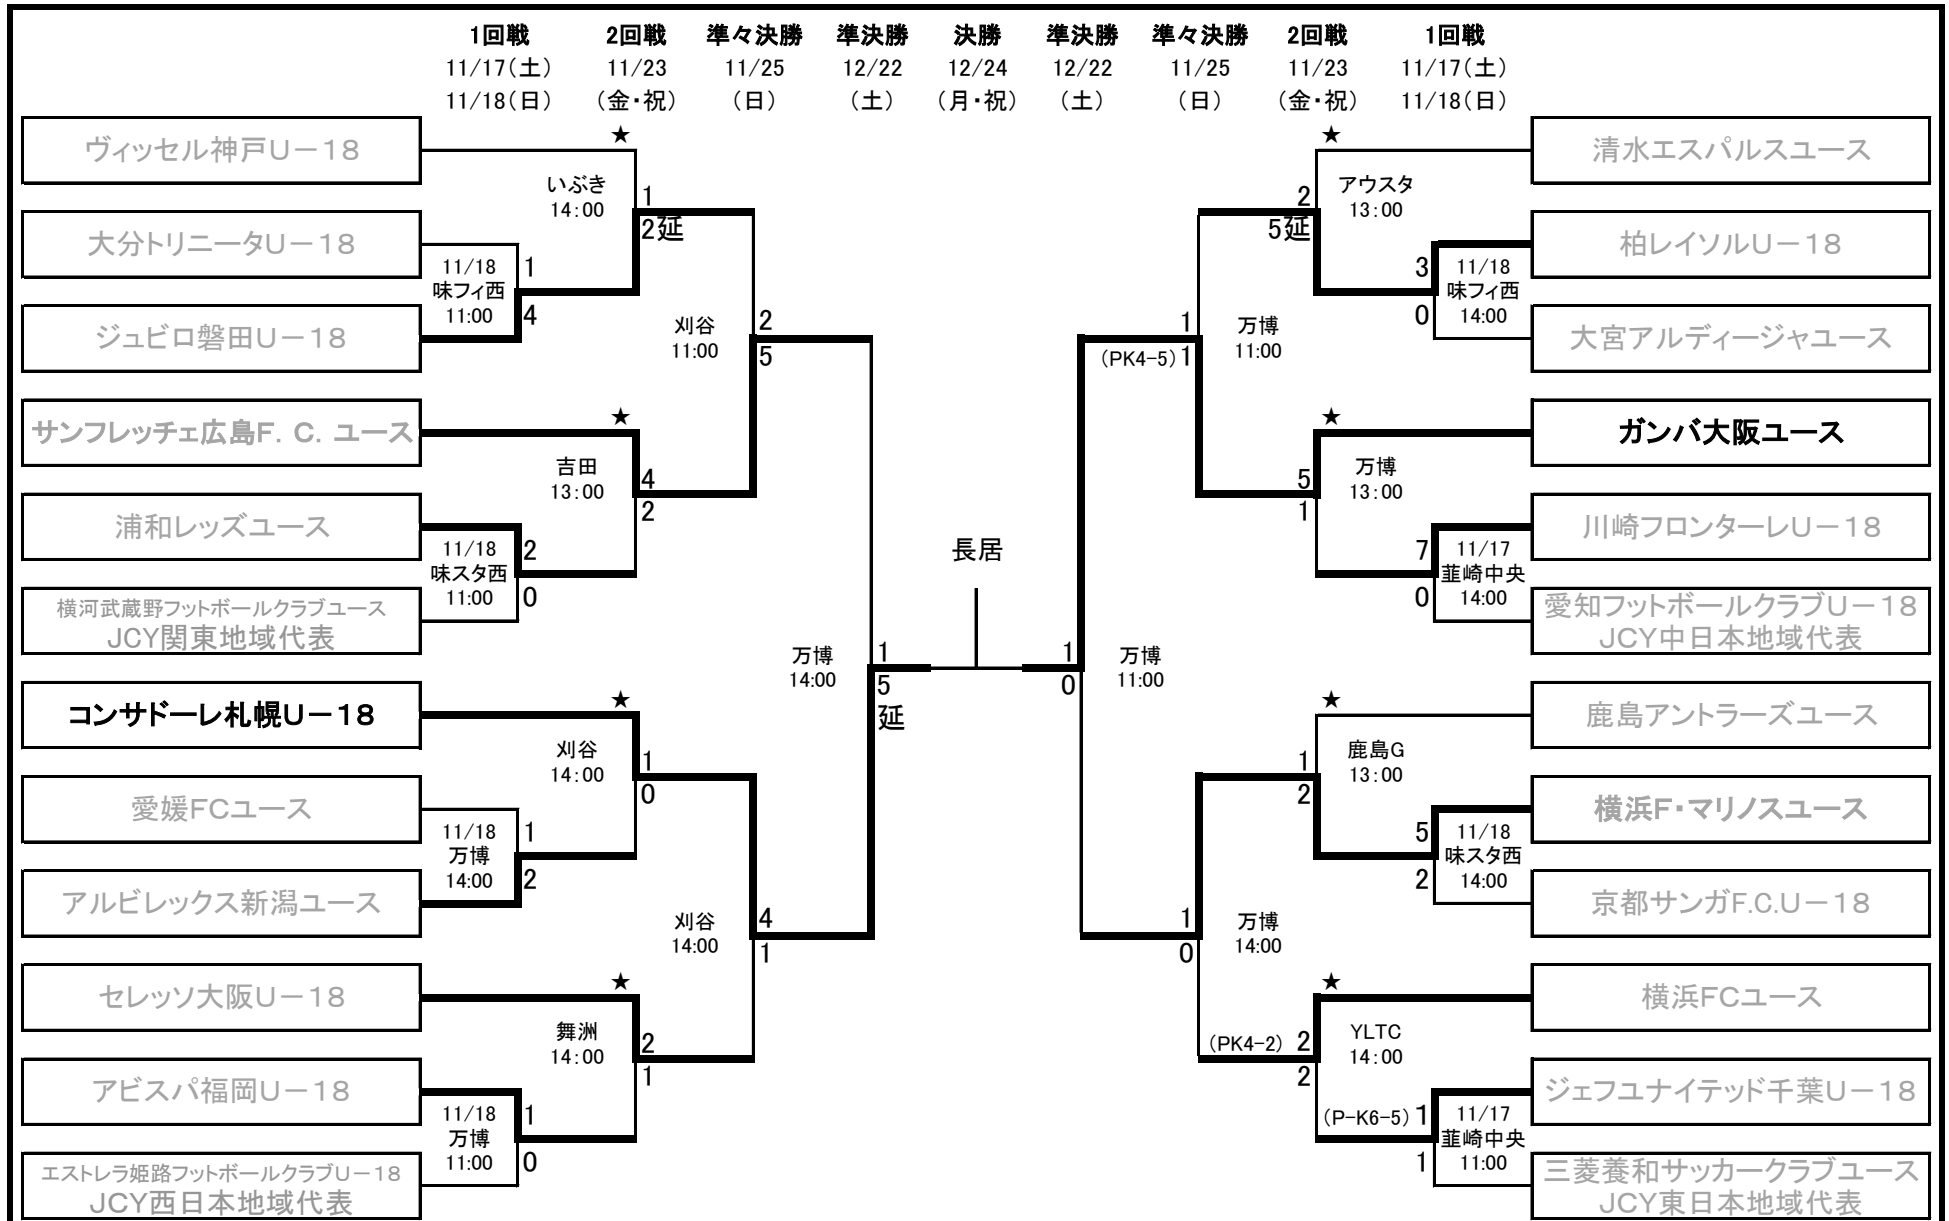 1回戦 2回戦 準々決勝 準決勝 決勝 準決勝 準々決勝 2回戦 1回戦
11/17(土) 11/23 11/25 12/22 12/24 12/22 11/25 11/23 11/17(土)
11/18(日) (金・祝) (日) (土) (月・祝) (土) (日) (金・祝) 11/18(日)
ヴィッセル神戸U-18
★
いぶき
14:00
1
2延
大分トリニータU-18
11/18
味フィ西
11:00
1
4
ジュビロ磐田U-18
刈谷
11:00
2
5
サンフレッチェ広島F. C. ユース
★
吉田
13:00
4
2
浦和レッズユース
11/18
味スタ西
11:00
2
0
横河武蔵野フットボールクラブユース
JCY関東地域代表
万博
14:00
1
5
延
コンサドーレ札幌U-18
★
刈谷
14:00
1
0
愛媛FCユース
11/18
万博
14:00
1
2
アルビレックス新潟ユース
刈谷
14:00
4
1
セレッソ大阪U-18
★
舞洲
14:00
2
1
アビスパ福岡U-18
11/18
万博
11:00
1
0
エストレラ姫路フットボールクラブU-18
JCY西日本地域代表
長居
清水エスパルスユース
★
アウスタ
13:00
2
5延
柏レイソルU-18
3
0
11/18
味フィ西
14:00
大宮アルディージャユース
1
(PK4-5) 1
万博
11:00
ガンバ大阪ユース
★
万博
13:00
5
1
川崎フロンターレU-18
7
0
11/17
韮崎中央
14:00
愛知フットボールクラブU-18
JCY中日本地域代表
1
0
万博
11:00
鹿島アントラーズユース
★
鹿島G
13:00
1
2
横浜F・マリノスユース
5
2
11/18
味スタ西
14:00
京都サンガF.C.U-18
1
0
万博
14:00
横浜FCユース
★
YLTC
14:00
(PK4-2) 2
2
ジェフユナイテッド千葉U-18
(P-K6-5) 1
1
11/17
韮崎中央
11:00
三菱養和サッカークラブユース
JCY東日本地域代表